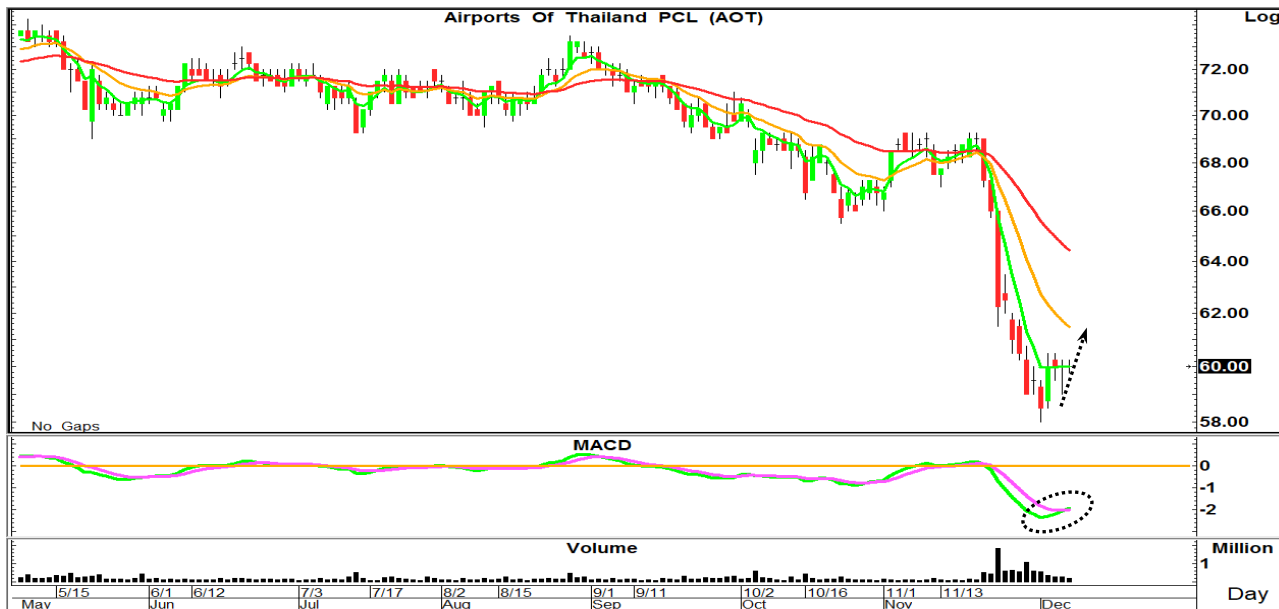 Airports Of Thailand PCL (AOT) Log
72.00
70.00
68.00
66.00
64.00
62.00
60.00
58.00
No Gaps
MACD
0
-1
-2
Volume Million
1
5/15 6/1 6/12 7/3 7/17 8/2 8/15 9/1 9/11 10/2 10/16 11/1 11/13
May Jun Jul Aug Sep Oct Nov Dec Day